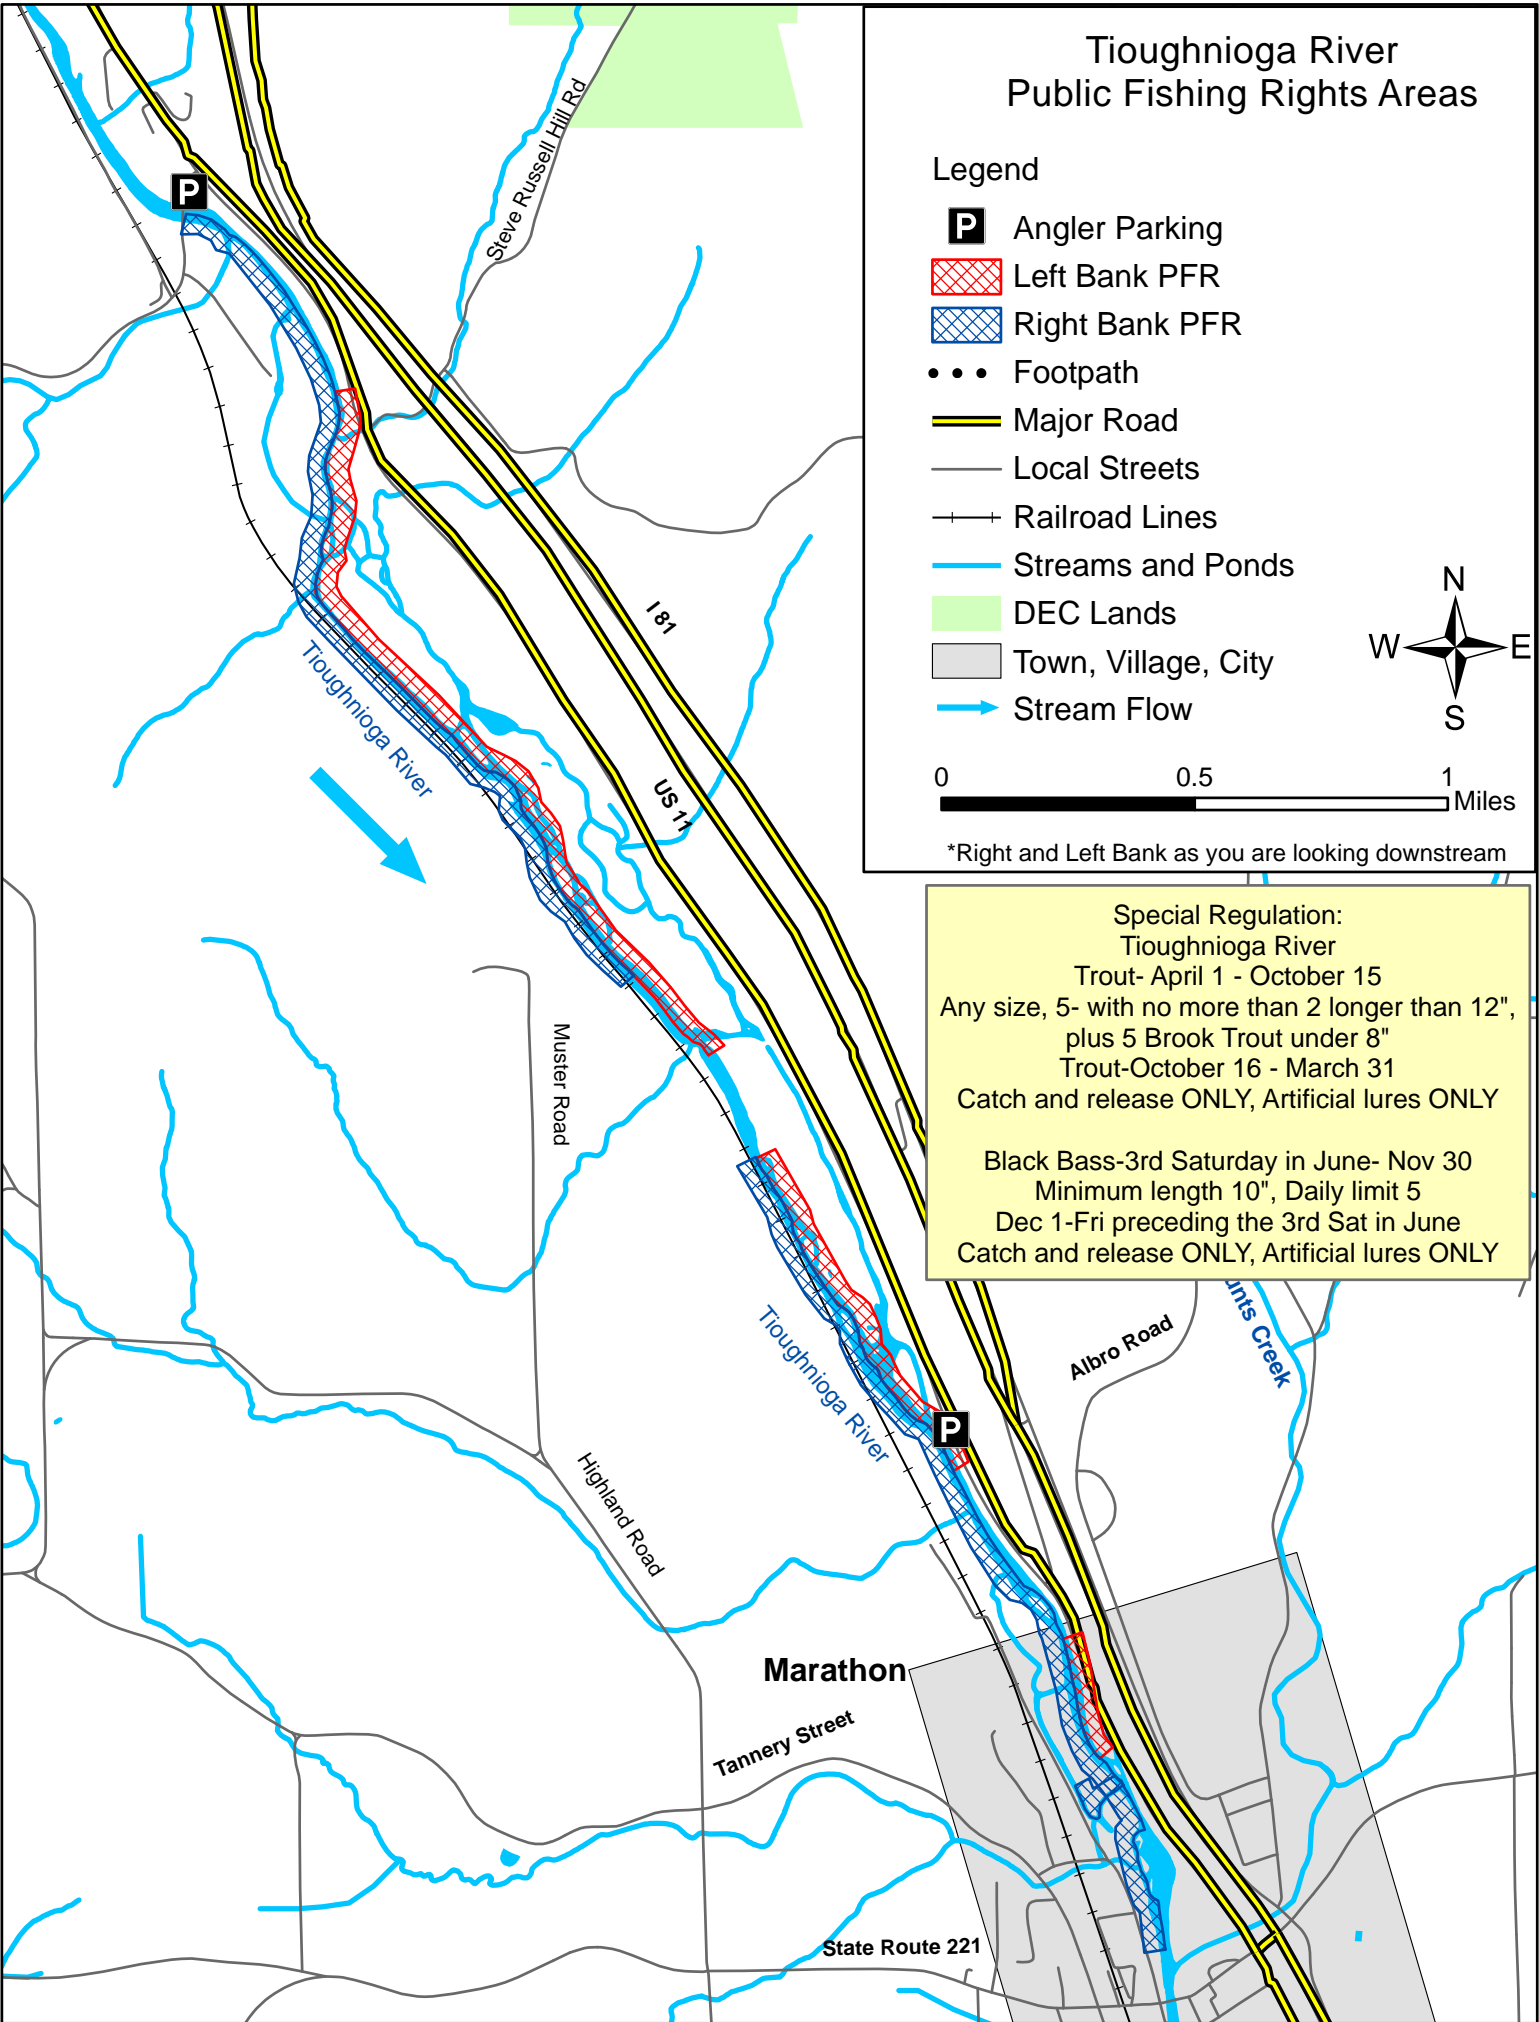 Tioughnioga River
Public Fishing Rights Areas
Legend
P Angler Parking
Left Bank PFR
Right Bank PFR
Footpath
Major Road
Local Streets
Railroad Lines
Streams and Ponds
DEC Lands
Town, Village, City
Stream Flow
N
W E
S
0 0.5 1
Miles
*Right and Left Bank as you are looking downstream
Special Regulation:
Tioughnioga River
Trout- April 1 - October 15
Any size, 5- with no more than 2 longer than 12",
plus 5 Brook Trout under 8"
Trout-October 16 - March 31
Catch and release ONLY, Artificial lures ONLY
Black Bass-3rd Saturday in June- Nov 30
Minimum length 10", Daily limit 5
Dec 1-Fri preceding the 3rd Sat in June
Catch and release ONLY, Artificial lures ONLY
P
Steve Russell Hill Rd
I 81
Tioughnioga River
US 11
Muster Road
Tioughnioga River
Albro Road
unts Creek
P
Highland Road
Marathon
Tannery Street
State Route 221